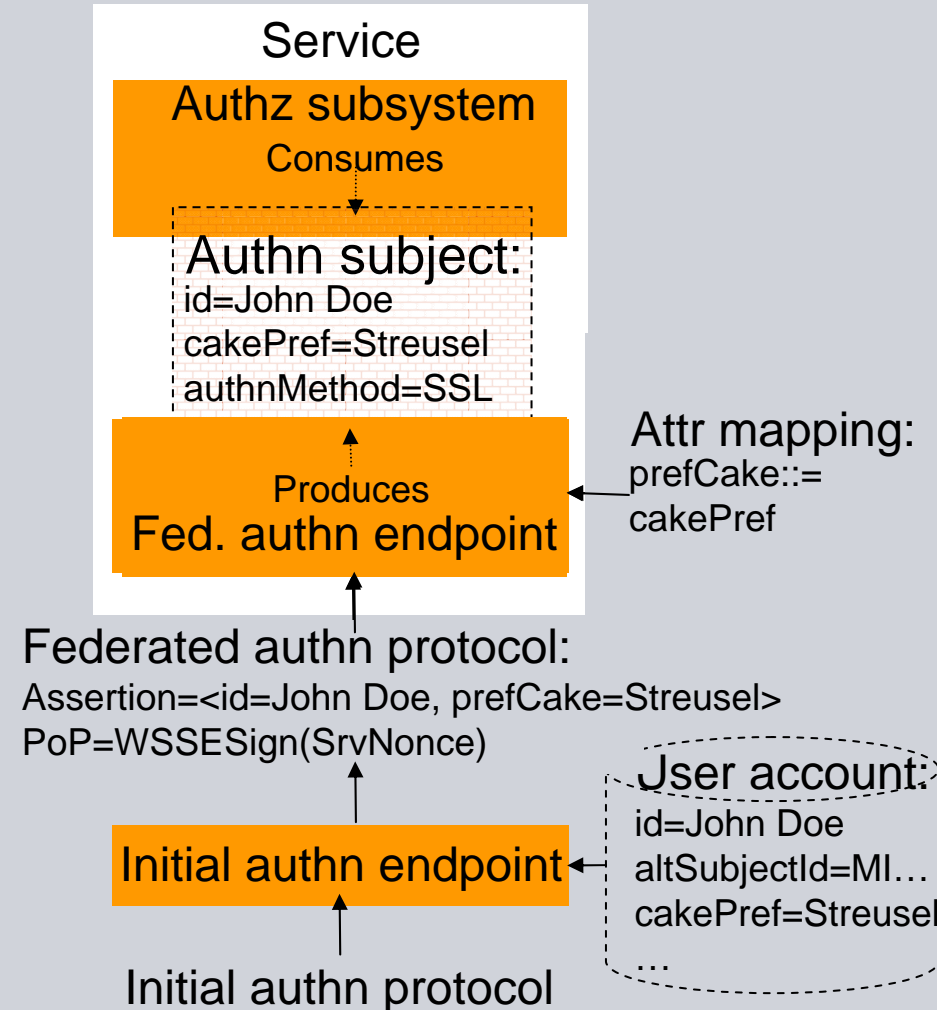 Service
Authz subsystem
Consumes
Authn subject:
id=John Doe
cakePref=Streusel
authnMethod=SSL
Produces
Fed. authn endpoint
Attr mapping:
prefCake::=
cakePref
Federated authn protocol:
Assertion=<id=John Doe, prefCake=Streusel>
PoP=WSSESign(SrvNonce)
User account:
id=John Doe
altSubjectId=MI…
cakePref=Streusel
…
Initial authn endpoint
Initial authn protocol